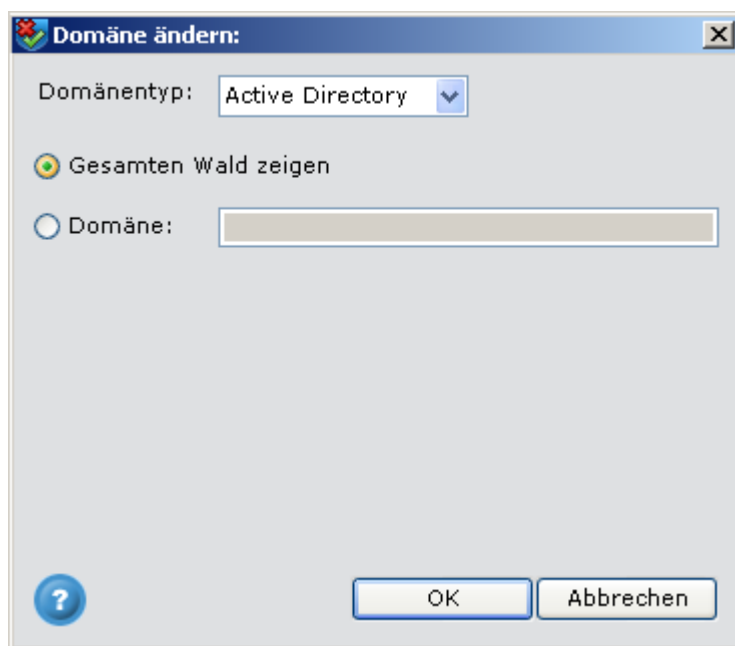 Domäne ändern:
Domänentyp: Active Directory
Gesamten Wald zeigen
Domäne:
? OK Abbrechen